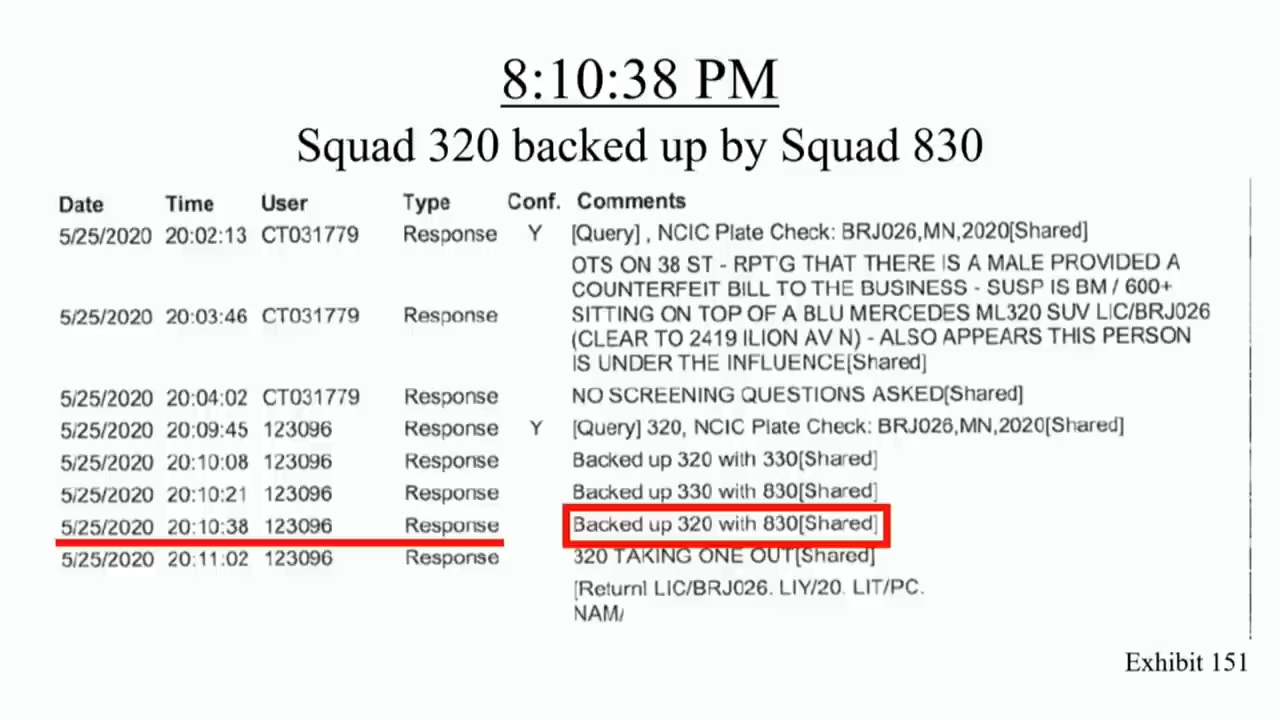 8:10:38 PM
Squad 320 backed up by Squad 830
Date Time User Type Conf. Comments
5/25/2020 20:02:13 CT031779 Response Y [Query] , NCIC Plate Check: BRJ026,MN,2020[Shared]
OTS ON 38 ST - RPTG THAT THERE IS A MALE PROVIDED A
COUNTERFEIT BILL TO THE BUSINESS - SUSP IS BM / 600+
5/25/2020 20:03:46 CT031779 Response SITTING ON TOP OF A BLU MERCEDES ML320 SUV LIC/BRJ026
(CLEAR TO 2419 ILION AV N) - ALSO APPEARS THIS PERSON
IS UNDER THE INFLUENCE[Shared]
5/25/2020 20:04:02 CT031779 Response NO SCREENING QUESTIONS ASKED[Shared]
5/25/2020 20:09:45 123096 Response Y [Query] 320, NCIC Plate Check: BRJ026,MN,2020[Shared]
5/25/2020 20:10:08 123096 Response Backed up 320 with 330[Shared]
5/25/2020 20:10:21 123096 Response Backed up 330 with 830[Shared]
5/25/2020 20:10:38 123096 Response Backed up 320 with 830[Shared]
5/25/2020 20:11:02 123096 Response 320 TAKING ONE OUT[Shared]
[Return] LIC/BRJ026. LIY/20. LIT/PC.
NAM/
Exhibit 151